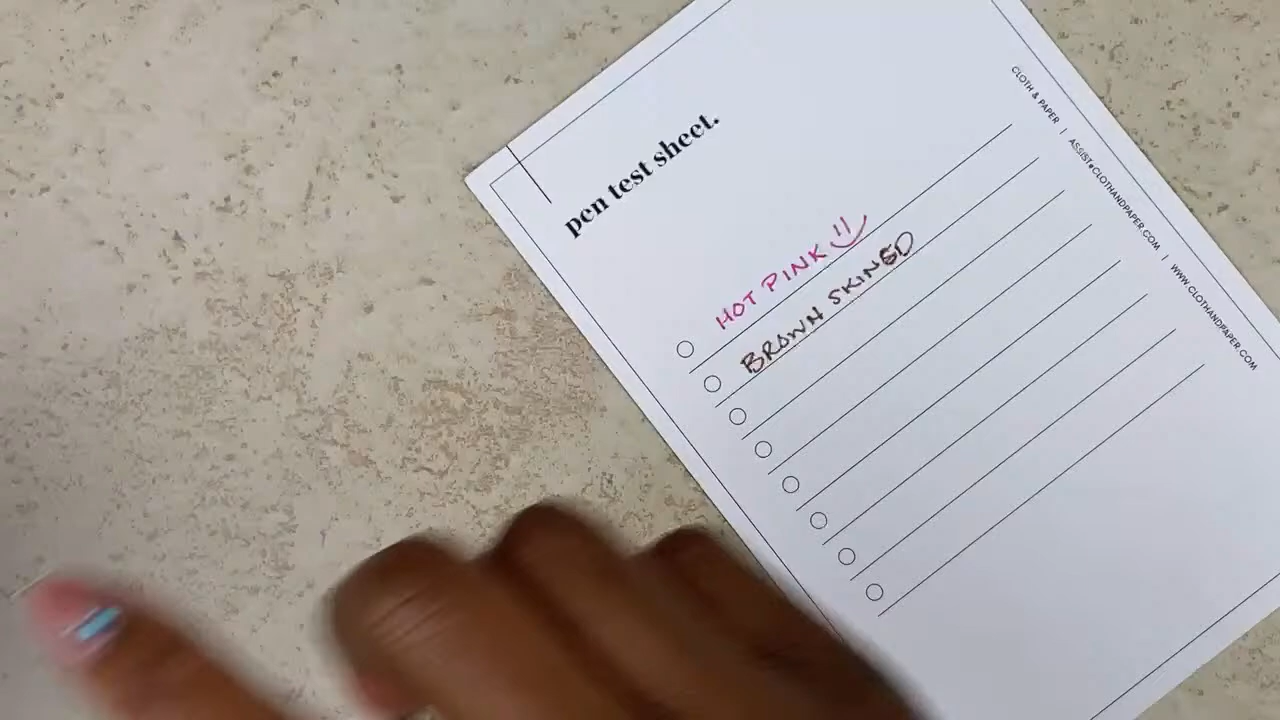 pen test sheet.
HOT PINK
BROWN SKINED
CLOTH & PAPER | ASSIST@CLOTHANDPAPER.COM | WWW.CLOTHANDPAPER.COM